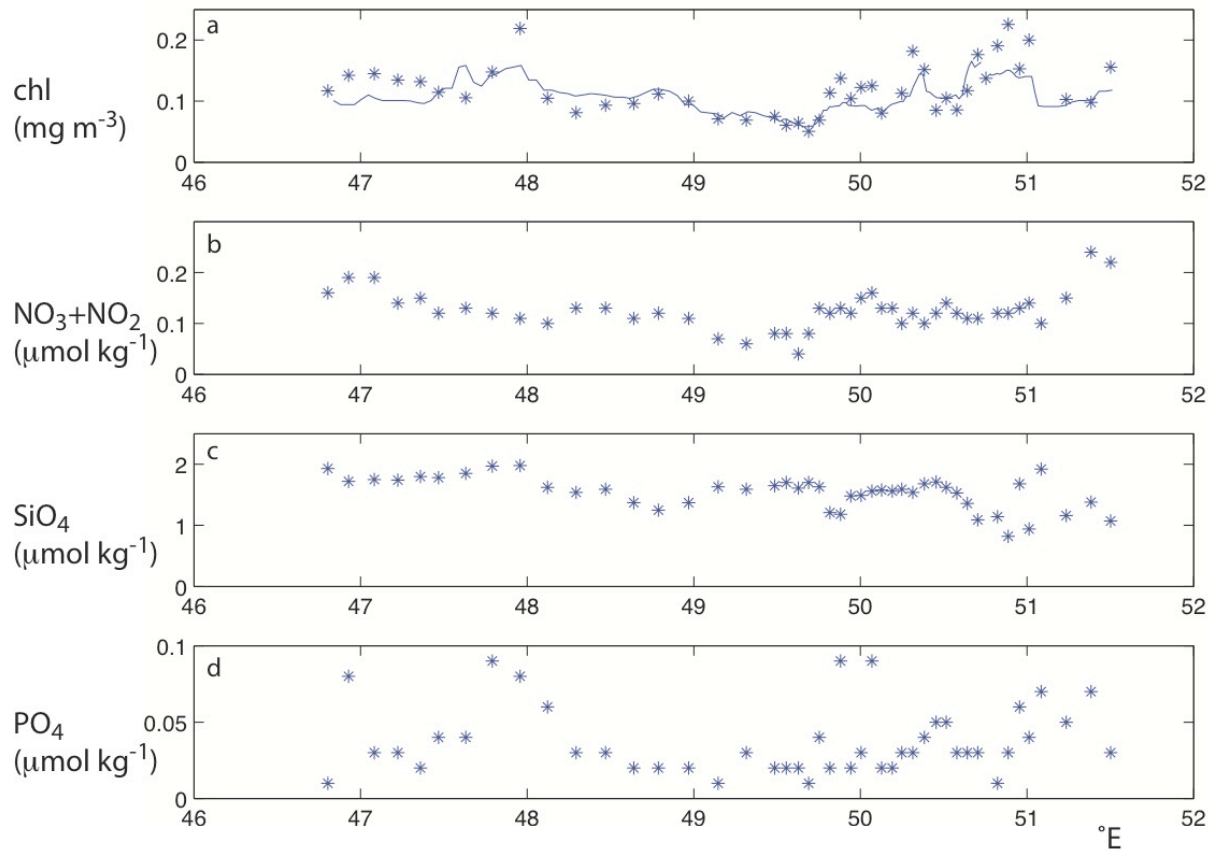 a
chl
(mg m⁻³)
0.2
0.1
0
46 47 48 49 50 51 52
b
NO₃+NO₂
(μmol kg⁻¹)
0.2
0.1
0
46 47 48 49 50 51 52
c
SiO₄
(μmol kg⁻¹)
2
1
0
46 47 48 49 50 51 52
d
PO₄
(μmol kg⁻¹)
0.1
0.05
0
46 47 48 49 50 51 52
°E